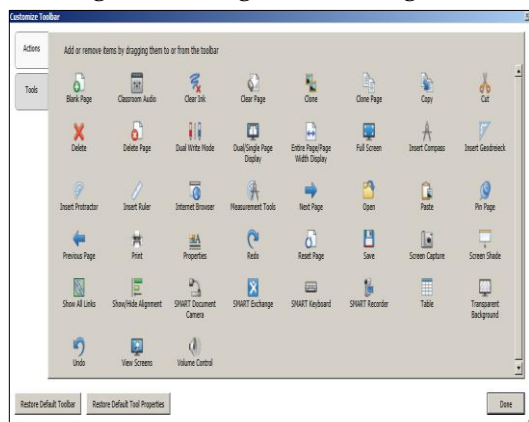 Customize Toolbar
Actions
Tools
Add or remove items by dragging them to or from the toolbar
Blank Page
Classroom Audio
Clear Ink
Clear Page
Clone
Clone Page
Copy
Cut
Delete
Delete Page
Dual Write Mode
Dual/Single Page
Display
Entire Page/Page
Width Display
Full Screen
Insert Compass
Insert Geodreieck
Insert Protractor
Insert Ruler
Internet Browser
Measurement Tools
Next Page
Open
Paste
Pin Page
Previous Page
Print
Properties
Redo
Reset Page
Save
Screen Capture
Screen Shade
Show All Links
Show/Hide Alignment
SMART Document
Camera
SMART Exchange
SMART Keyboard
SMART Recorder
Table
Transparent
Background
Undo
View Screens
Volume Control
Restore Default Toolbar
Restore Default Tool Properties
Done